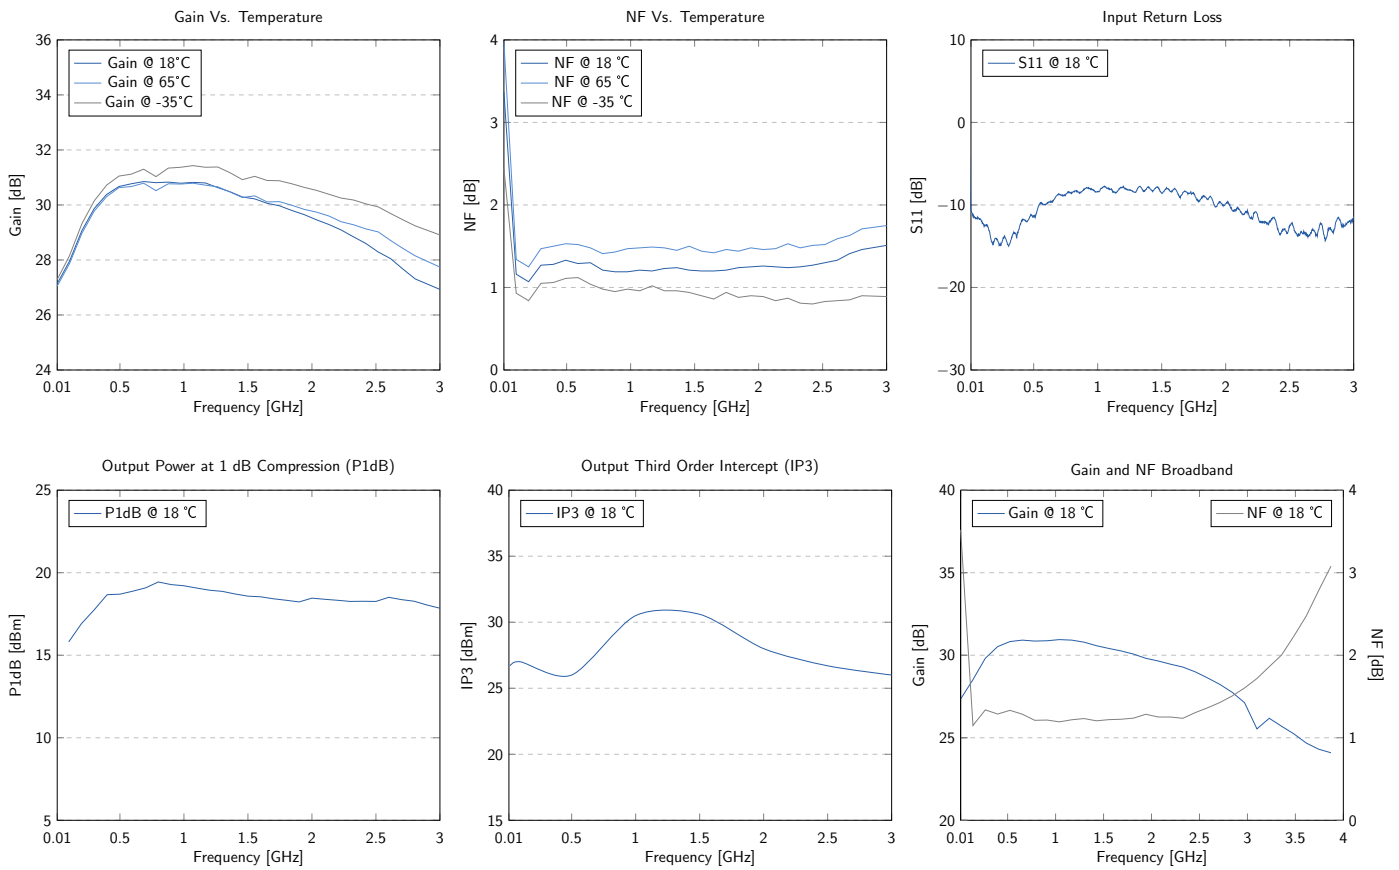 Gain Vs. Temperature
36
34
32
30
28
26
24
Gain [dB]
Gain @ 18°C
Gain @ 65°C
Gain @ -35°C
0.01 0.5 1 1.5 2 2.5 3
Frequency [GHz]
NF Vs. Temperature
4
3
2
1
0
NF [dB]
NF @ 18 ℃
NF @ 65 ℃
NF @ -35 ℃
0.01 0.5 1 1.5 2 2.5 3
Frequency [GHz]
Input Return Loss
10
0
−10
−20
−30
S11 [dB]
S11 @ 18 ℃
0.01 0.5 1 1.5 2 2.5 3
Frequency [GHz]
Output Power at 1 dB Compression (P1dB)
25
20
15
10
5
P1dB [dBm]
P1dB @ 18 ℃
0.01 0.5 1 1.5 2 2.5 3
Frequency [GHz]
Output Third Order Intercept (IP3)
40
35
30
25
20
15
IP3 [dBm]
IP3 @ 18 ℃
0.01 0.5 1 1.5 2 2.5 3
Frequency [GHz]
Gain and NF Broadband
40
35
30
25
20
Gain [dB]
Gain @ 18 ℃
NF @ 18 ℃
4
3
2
1
0
NF [dB]
0.01 0.5 1 1.5 2 2.5 3 3.5 4
Frequency [GHz]